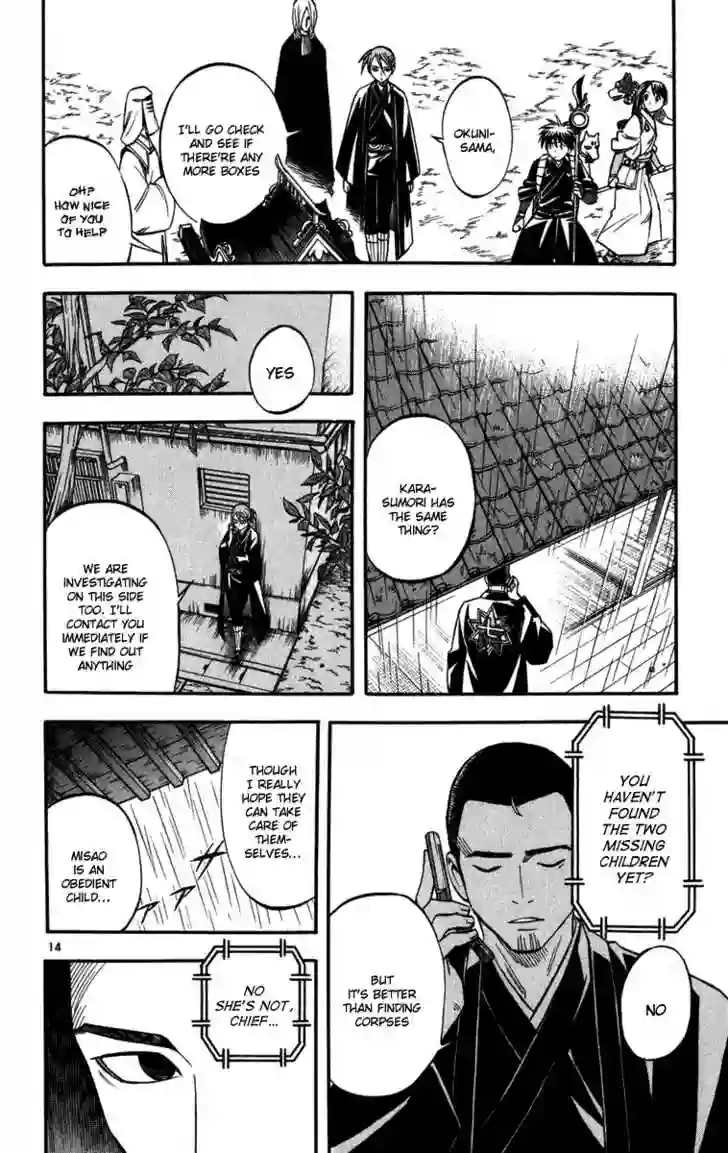 OKUNI-
SAMA,
I'LL GO CHECK
AND SEE IF
THERE'RE ANY
MORE BOXES
OH?
HOW NICE
OF YOU
TO HELP
KARA-
SUMORI HAS
THE SAME
THING?
YES
WE ARE
INVESTIGATING
ON THIS SIDE
TOO. I'LL
CONTACT YOU
IMMEDIATELY IF
WE FIND OUT
ANYTHING
YOU
HAVEN'T
FOUND
THE TWO
MISSING
CHILDREN
YET?
NO
BUT
IT'S BETTER
THAN FINDING
CORPSES
THOUGH
I REALLY
HOPE THEY
CAN TAKE
CARE OF
THEM-
SELVES...
MISAO
IS AN
OBEDIENT
CHILD...
14
NO
SHE'S NOT,
CHIEF...